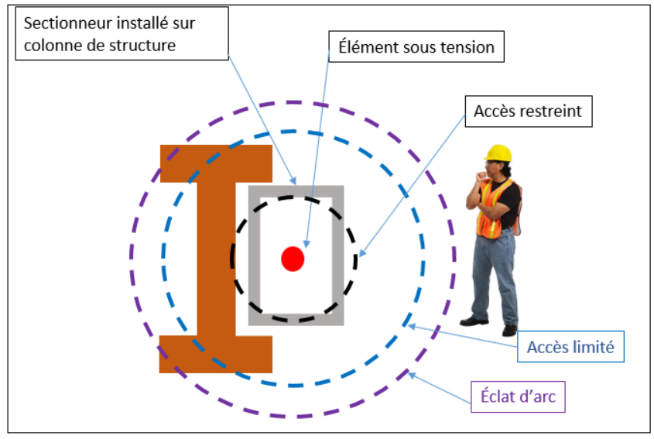 Sectionneur installé sur
colonne de structure
Élément sous tension
Accès restreint
Accès limité
Éclat d'arc